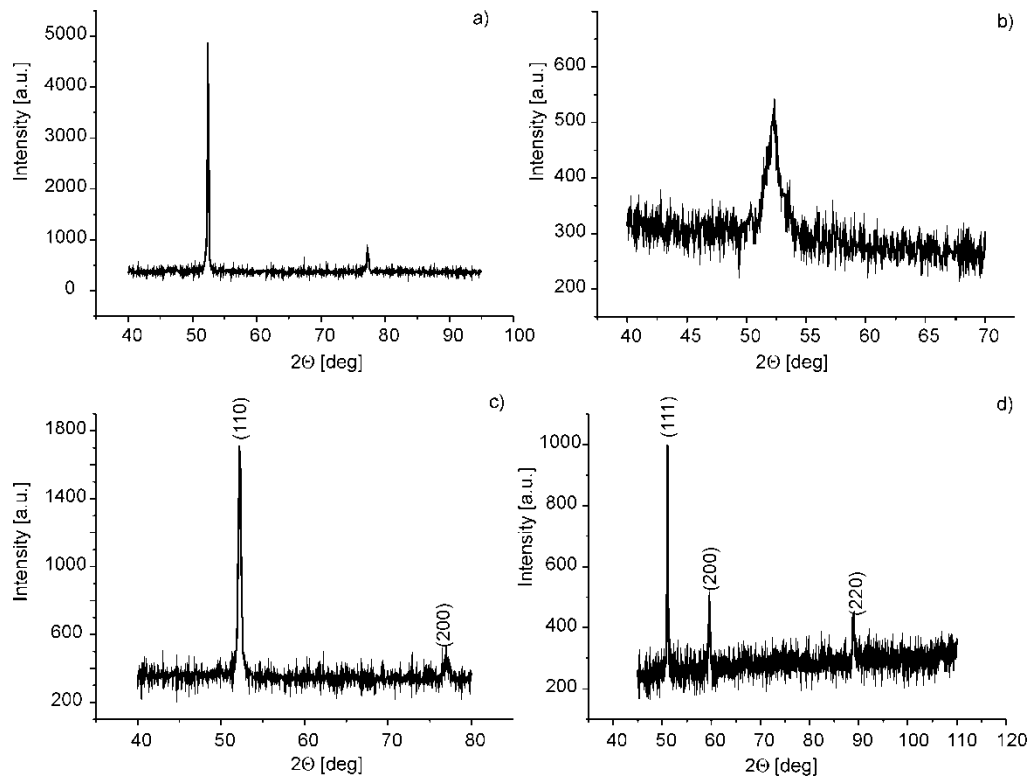 a)
5000
4000
3000
2000
1000
0
Intensity [a.u.]
40 50 60 70 80 90 100
2Θ [deg]
b)
600
500
400
300
200
Intensity [a.u.]
40 45 50 55 60 65 70
2Θ [deg]
c)
(110)
(200)
1800
1400
1000
600
200
Intensity [a.u.]
40 50 60 70 80
2Θ [deg]
d)
(111)
(200)
(220)
1000
800
600
400
200
Intensity [a.u.]
40 50 60 70 80 90 100 110 120
2Θ [deg]